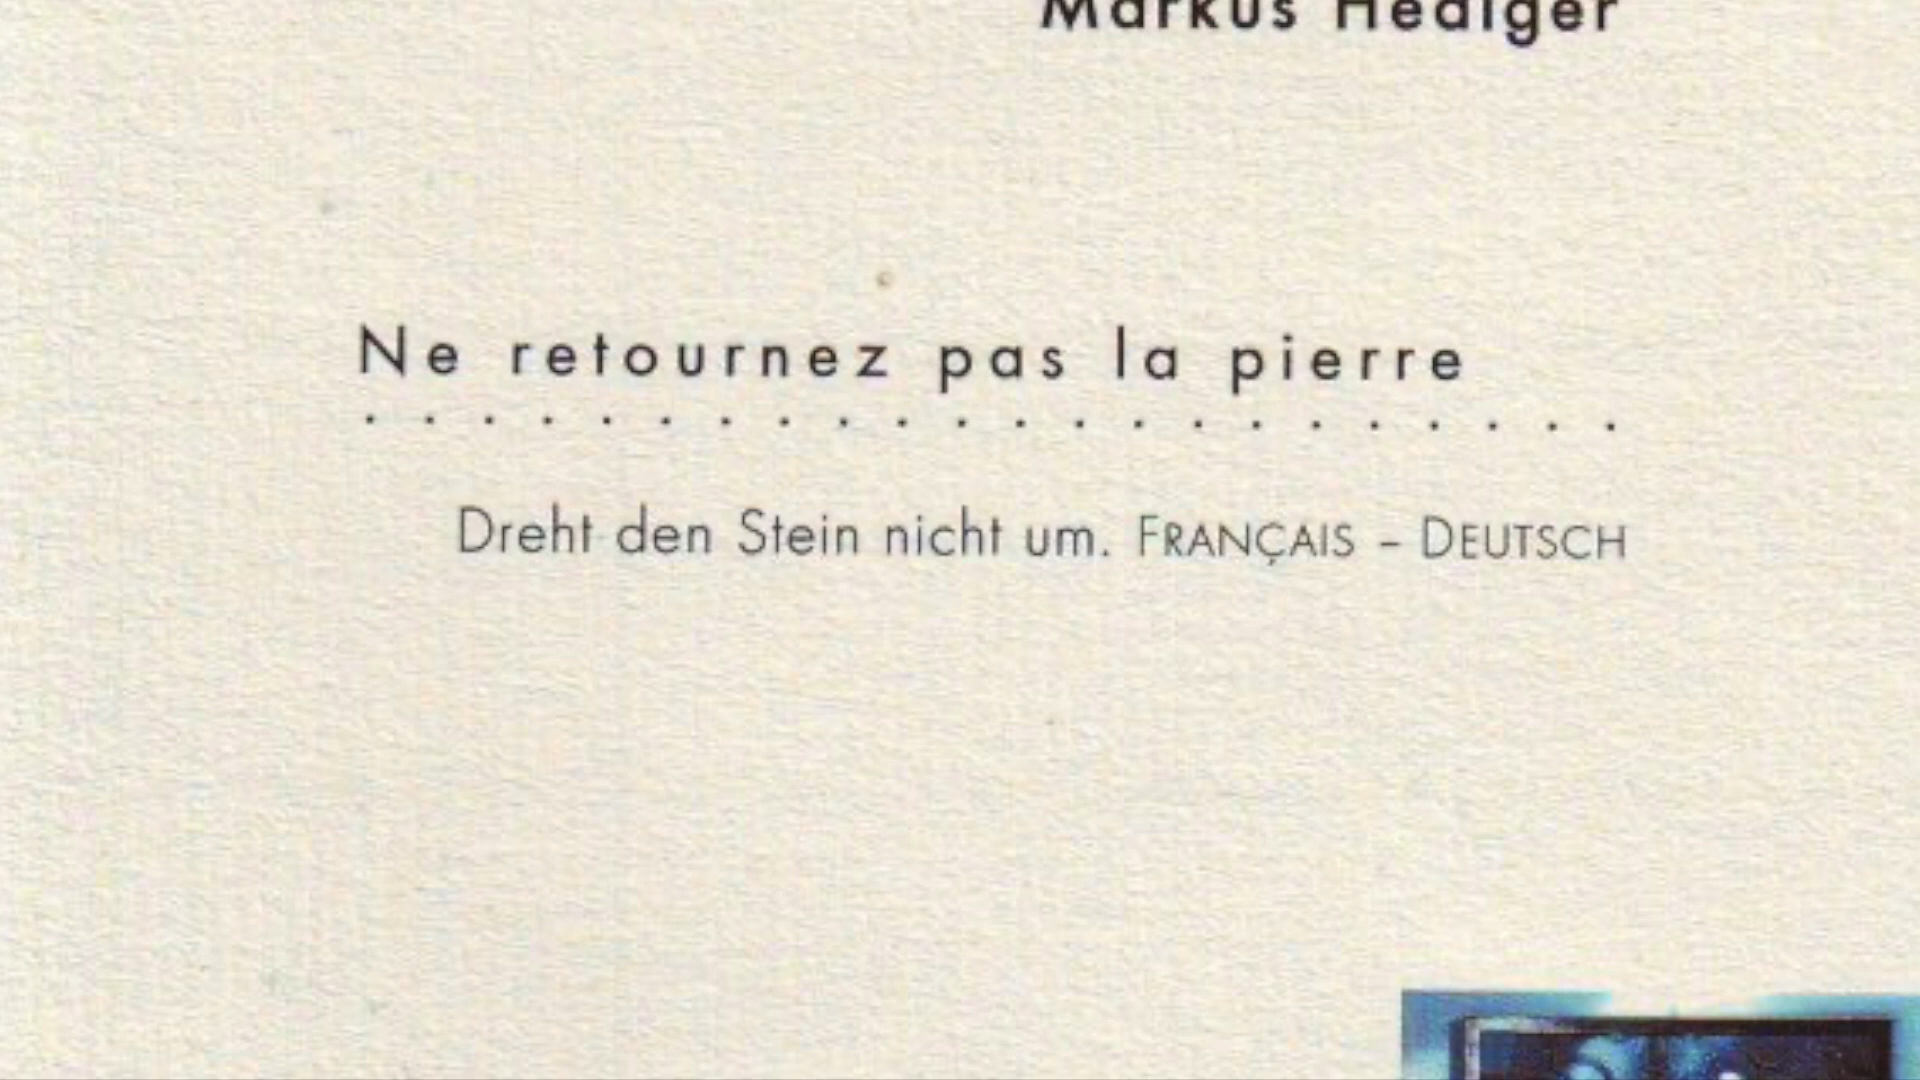 Markus Hediger
Ne retournez pas la pierre
Dreht den Stein nicht um. FRANÇAIS – DEUTSCH